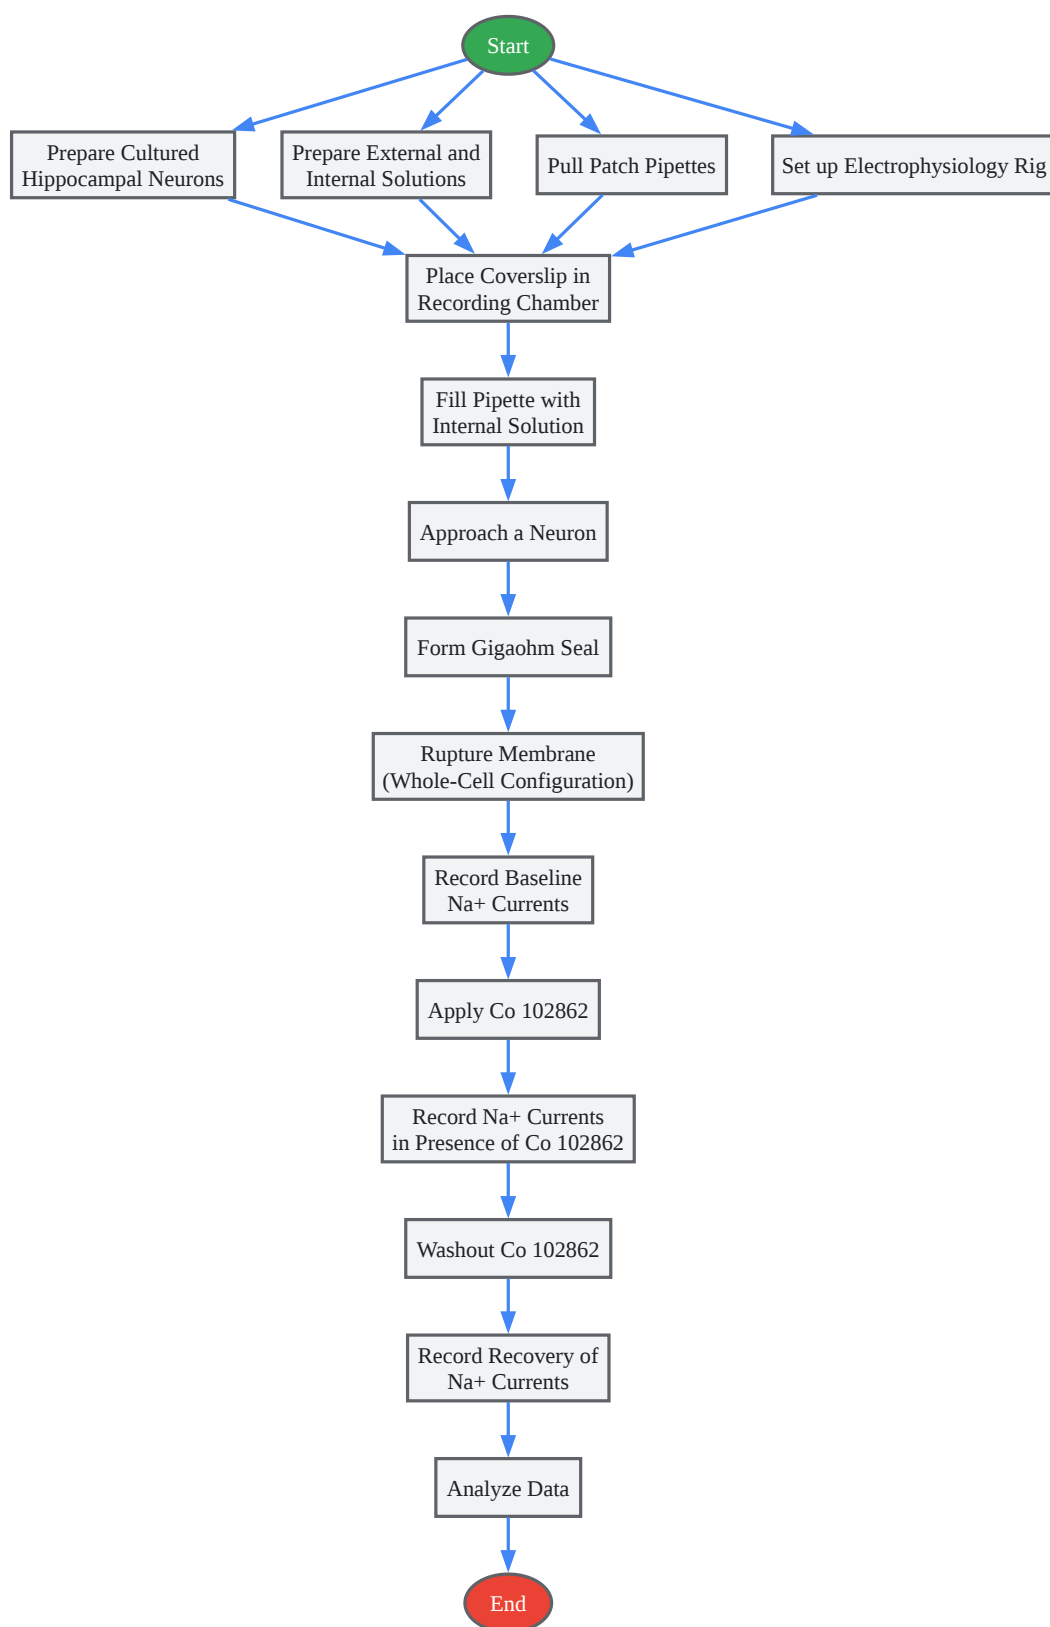 Start
Prepare Cultured
Hippocampal Neurons
Prepare External and
Internal Solutions
Pull Patch Pipettes
Set up Electrophysiology Rig
Place Coverslip in
Recording Chamber
Fill Pipette with
Internal Solution
Approach a Neuron
Form Gigaohm Seal
Rupture Membrane
(Whole-Cell Configuration)
Record Baseline
Na+ Currents
Apply Co 102862
Record Na+ Currents
in Presence of Co 102862
Washout Co 102862
Record Recovery of
Na+ Currents
Analyze Data
End